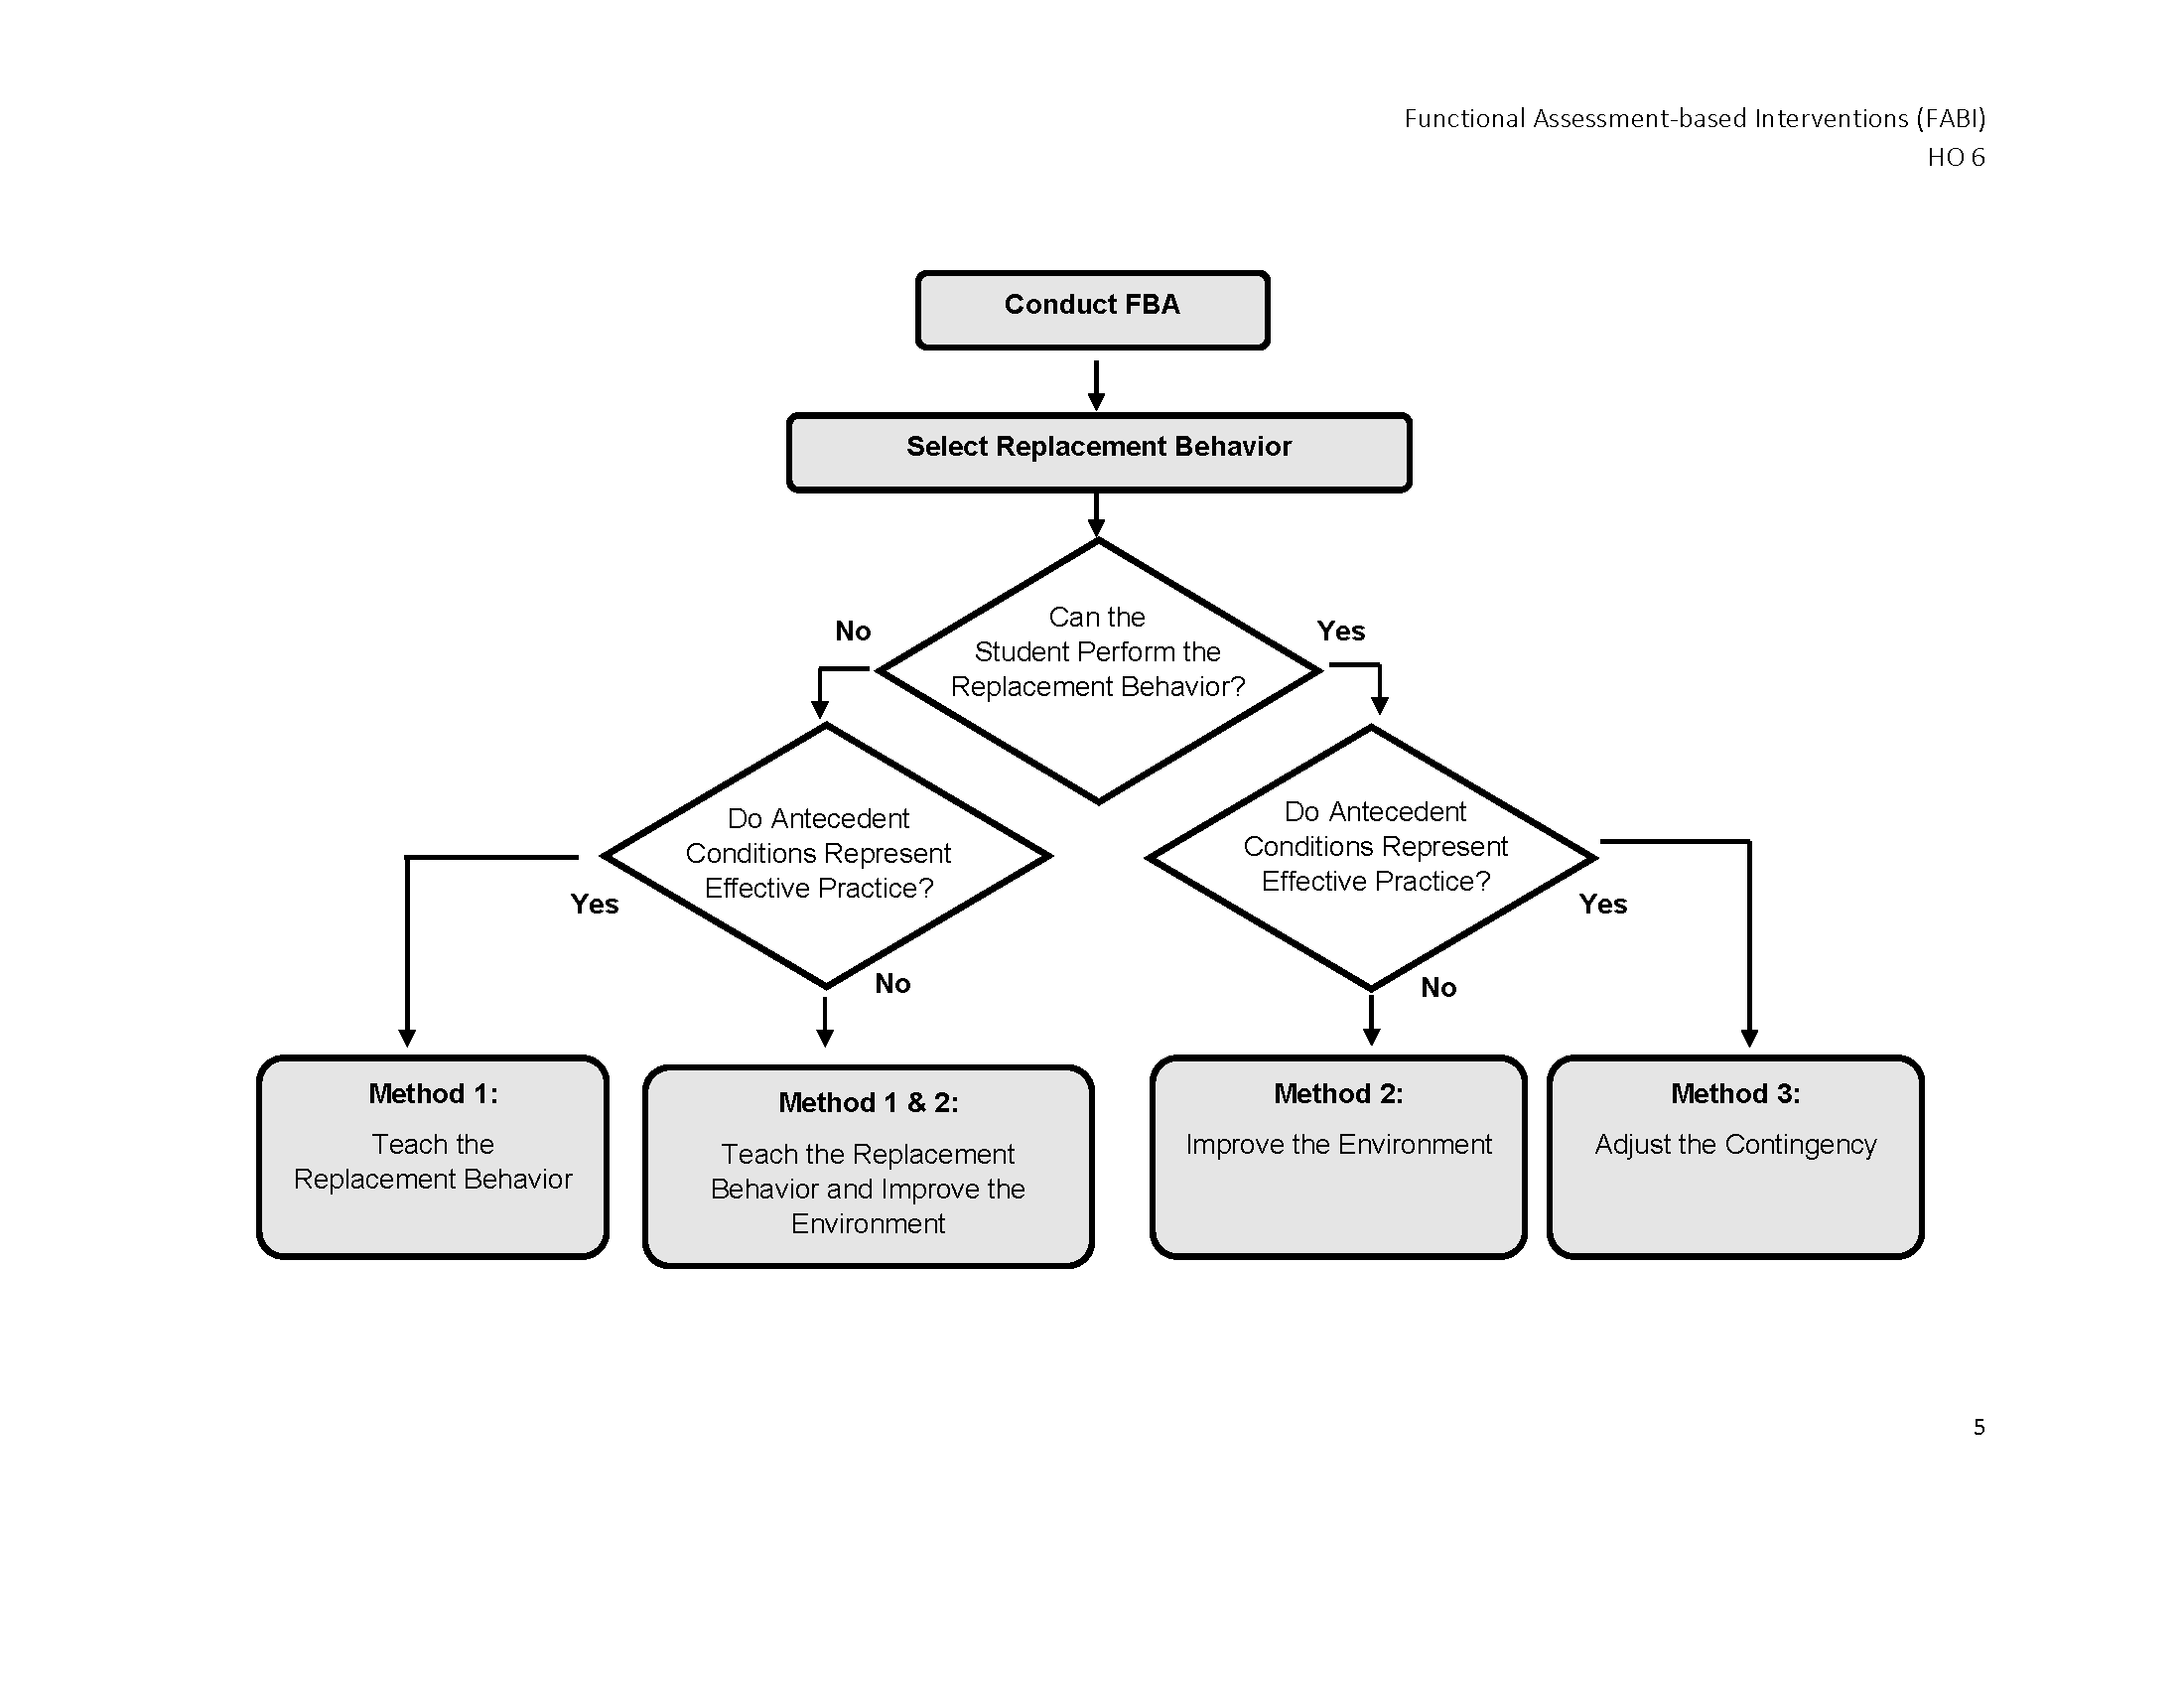 Functional Assessment-based Interventions (FABI)
HO 6
Conduct FBA
Select Replacement Behavior
No
Can the
Student Perform the
Replacement Behavior?
Yes
Do Antecedent
Conditions Represent
Effective Practice?
Yes
No
Do Antecedent
Conditions Represent
Effective Practice?
Yes
No
Method 1:
Teach the
Replacement Behavior
Method 1 & 2:
Teach the Replacement
Behavior and Improve the
Environment
Method 2:
Improve the Environment
Method 3:
Adjust the Contingency
5